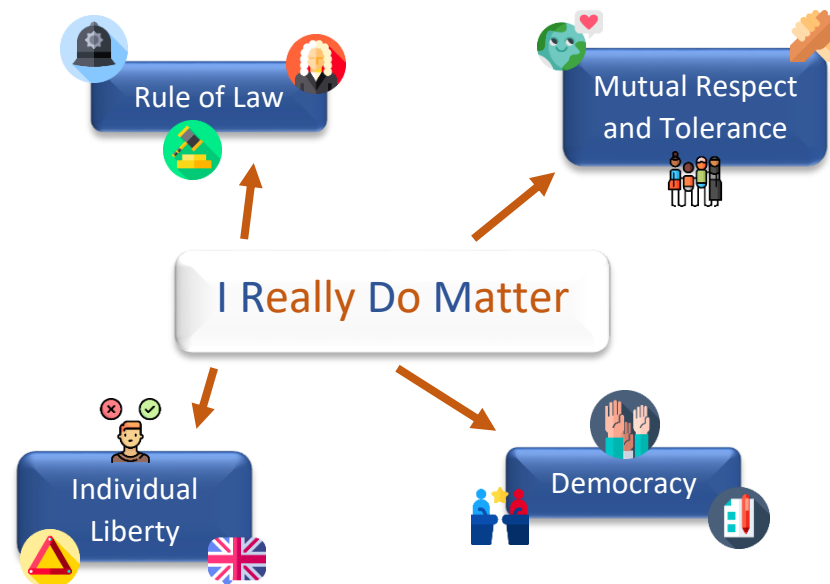 Rule of Law
Mutual Respect
and Tolerance
I Really Do Matter
Individual
Liberty
Democracy